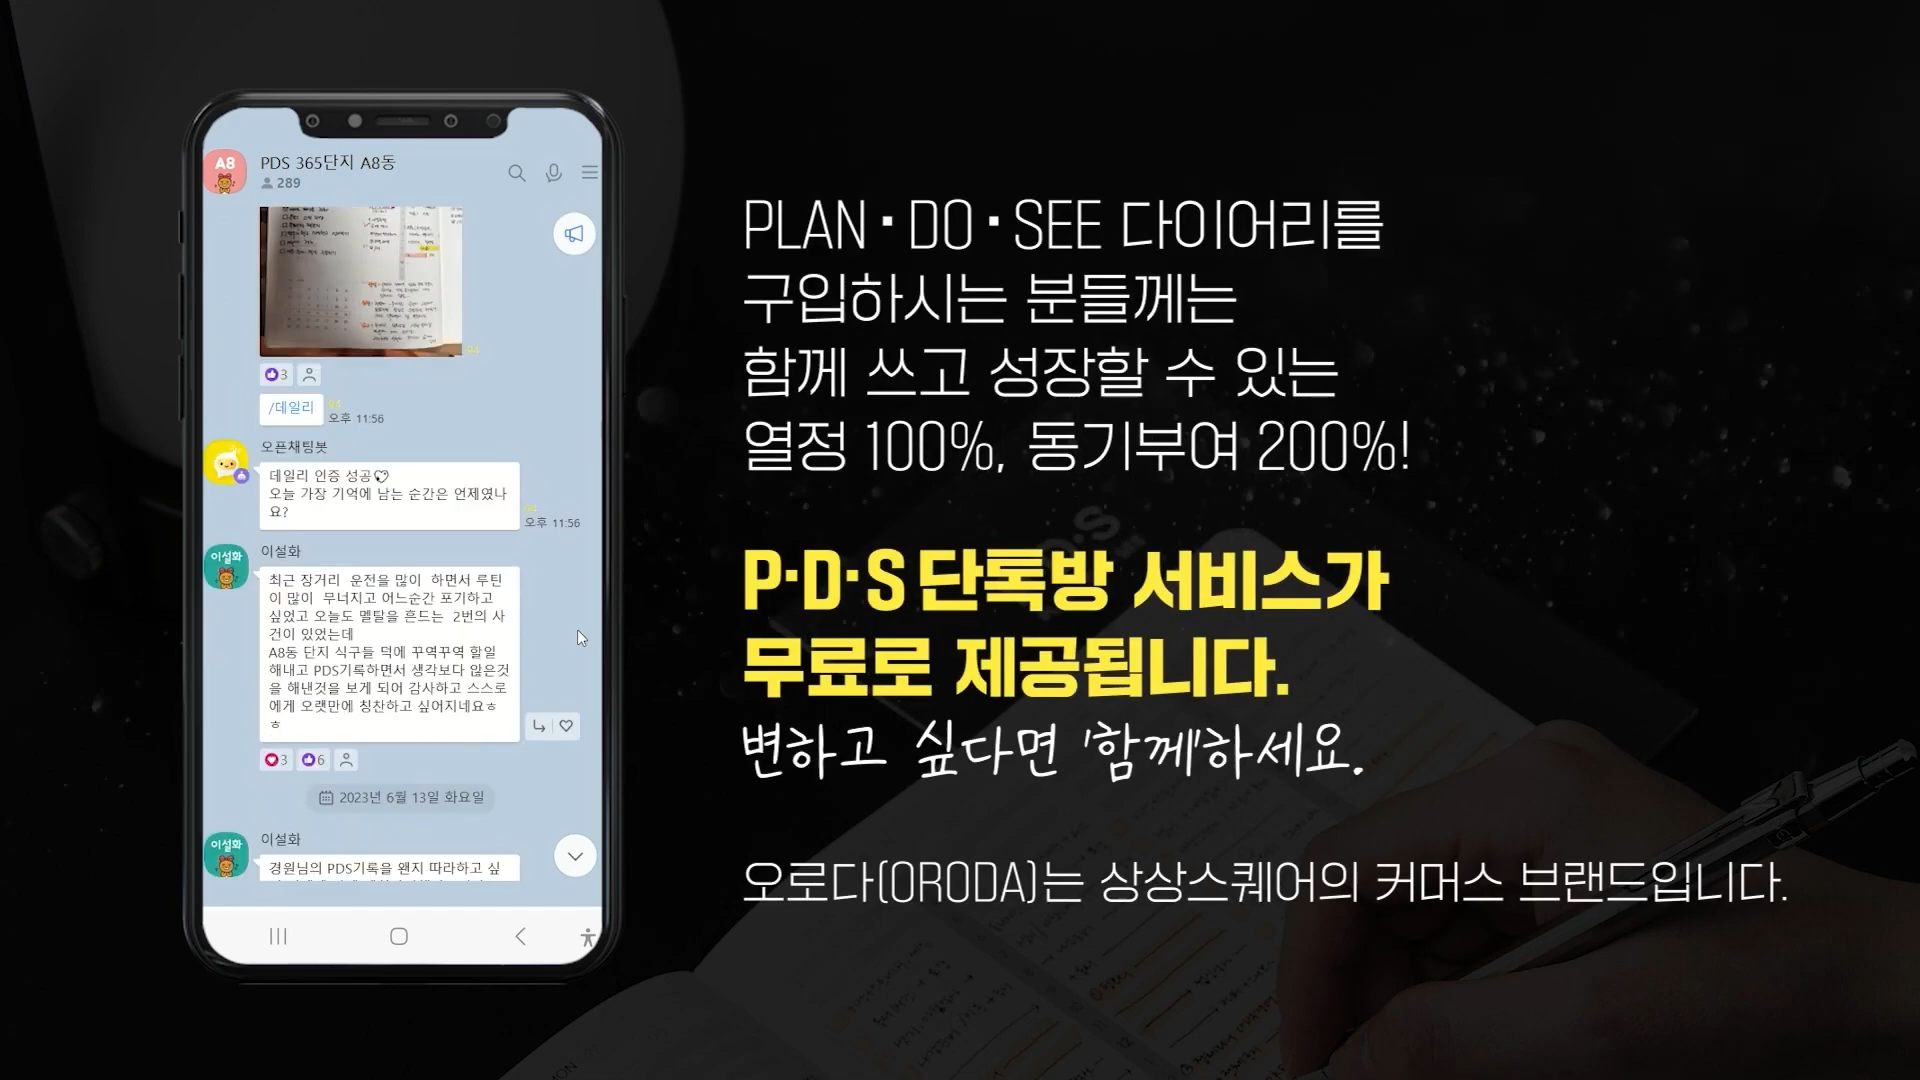 A8
PDS 365단지 A8동
289
3
/데일리
오후 11:56
오픈채팅봇
데일리 인증 성공
오늘 가장 기억에 남는 순간은 언제였나
요?
오후 11:56
이설화
이설화
최근 장거리 운전을 많이 하면서 루틴
이 많이 무너지고 어느순간 포기하고
싶었고 오늘도 멜탈을 흔드는 2번의 사
건이 있었는데
A8동 단지 식구들 덕에 꾸역꾸역 할일
해내고 PDS기록하면서 생각보다 않은것
을 해낸것을 보게 되어 감사하고 스스로
에게 오랫만에 칭찬하고 싶어지네요ㅎ
ㅎ
3 6
2023년 6월 13일 화요일
이설화
이설화
경원님의 PDS기록을 왠지 따라하고 싶
PLAN·DO·SEE 다이어리를
구입하시는 분들께는
함께 쓰고 성장할 수 있는
열정 100%, 동기부여 200%!
P·D·S 단톡방 서비스가
무료로 제공됩니다.
변하고 싶다면 '함께'하세요.
오로다(ORODA)는 상상스퀘어의 커머스 브랜드입니다.